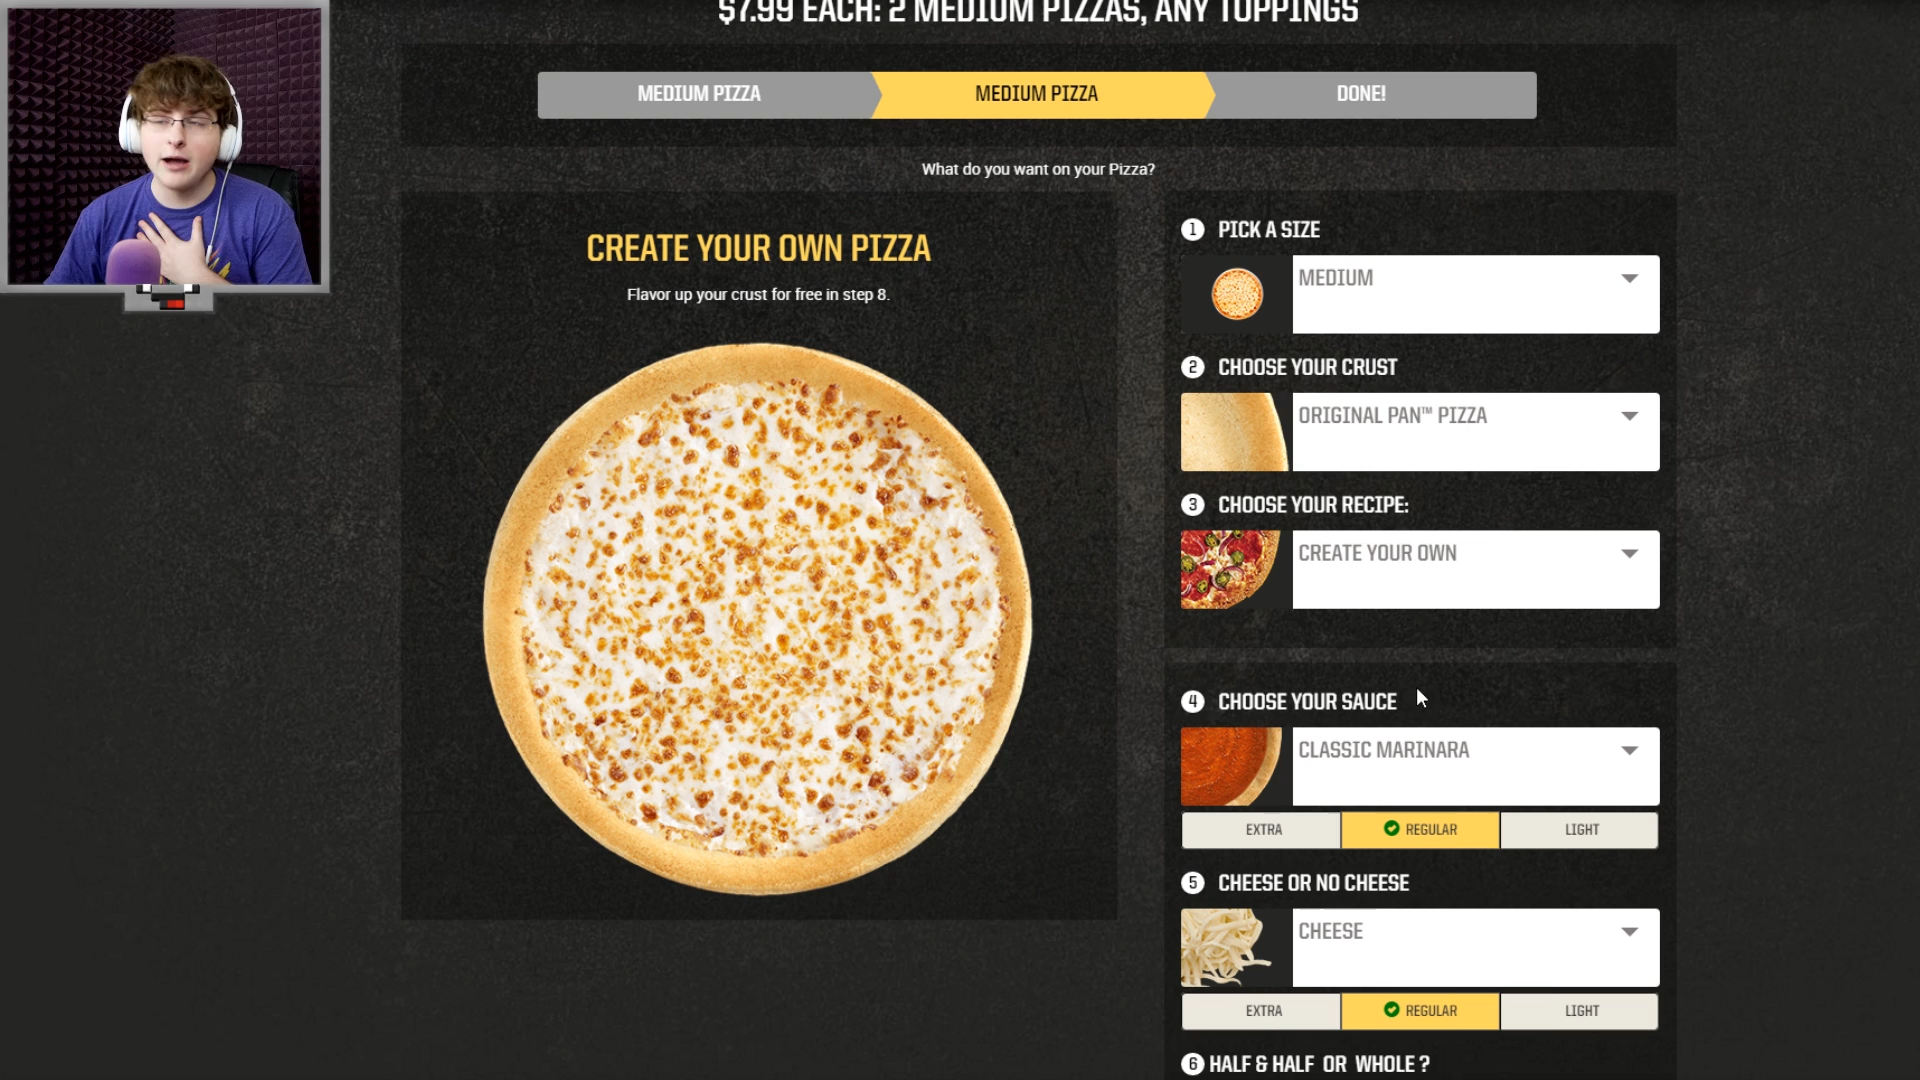 $7.99 EACH: 2 MEDIUM PIZZAS, ANY TOPPINGS
MEDIUM PIZZA
MEDIUM PIZZA
DONE!
What do you want on your Pizza?
CREATE YOUR OWN PIZZA
Flavor up your crust for free in step 8.
1 PICK A SIZE
MEDIUM
2 CHOOSE YOUR CRUST
ORIGINAL PAN™ PIZZA
3 CHOOSE YOUR RECIPE:
CREATE YOUR OWN
4 CHOOSE YOUR SAUCE
CLASSIC MARINARA
EXTRA
REGULAR
LIGHT
5 CHEESE OR NO CHEESE
CHEESE
EXTRA
REGULAR
LIGHT
6 HALF & HALF OR WHOLE ?